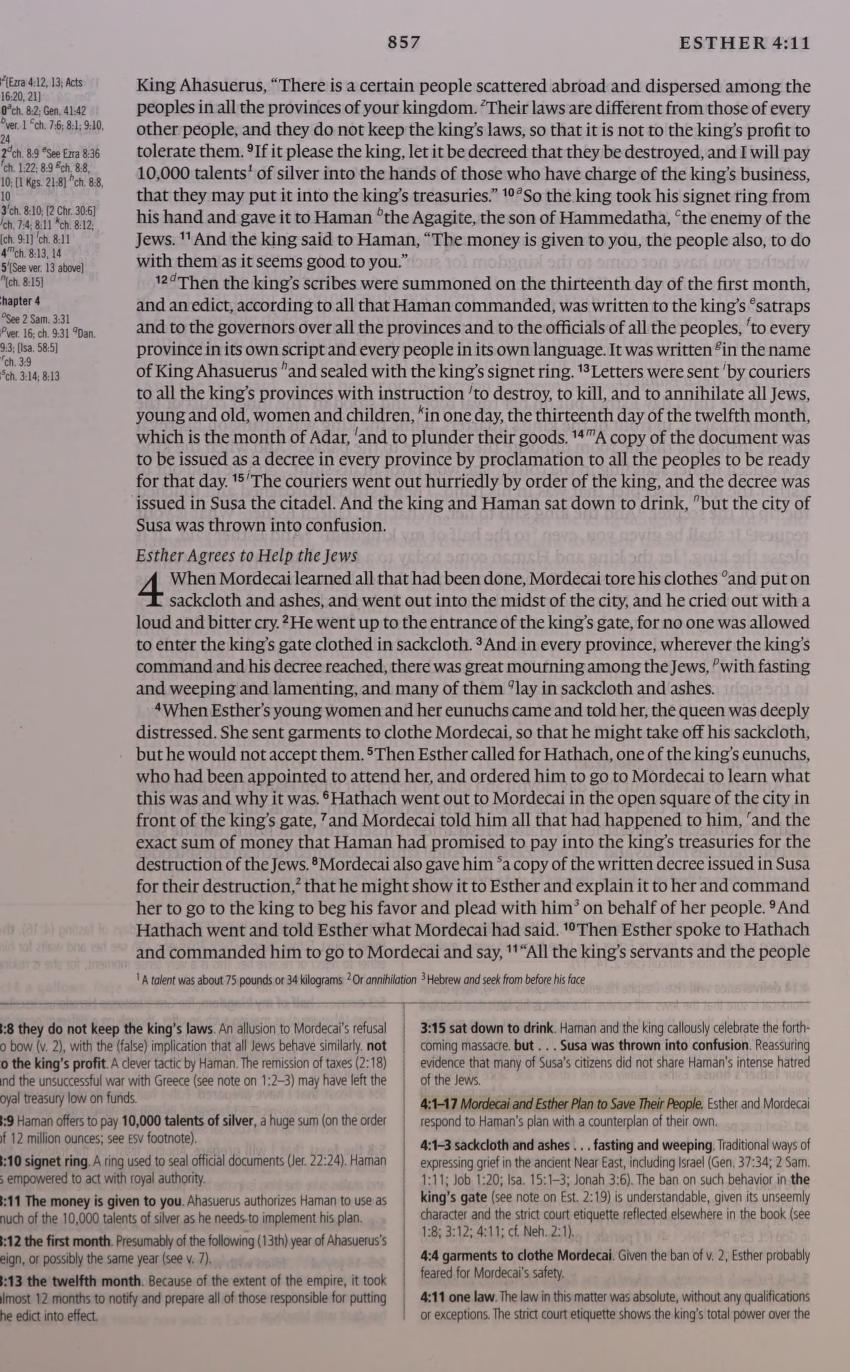 857
ESTHER 4:11
[Ezra 4:12, 13; Acts
16:20, 21]
ch. 8:2; Gen. 41:42
ver. 1 ch. 7:6; 8:1; 9:10,
24
ch. 8:9 See Ezra 8:36
ch. 1:22; 8:9 ch. 8:8,
10; [1 Kgs. 21:8] ch. 8:8,
10
3 ch. 8:10; [2 Chr. 30:6]
ch. 7:4; 8:11 ch. 8:12;
[ch. 9:1] ch. 8:11
4 ch. 8:13, 14
5 [See ver. 13 above]
[ch. 8:15]
hapter 4
See 2 Sam. 3:31
ver. 16; ch. 9:31 Dan.
9:3; [Isa. 58:5]
ch. 3:9
ch. 3:14; 8:13
King Ahasuerus, “There is a certain people scattered abroad and dispersed among the
peoples in all the provinces of your kingdom. ᶻTheir laws are different from those of every
other people, and they do not keep the king’s laws, so that it is not to the king’s profit to
tolerate them. ⁹If it please the king, let it be decreed that they be destroyed, and I will pay
10,000 talents¹ of silver into the hands of those who have charge of the king’s business,
that they may put it into the king’s treasuries.” ¹⁰ᵃSo the king took his signet ring from
his hand and gave it to Haman ᵇthe Agagite, the son of Hammedatha, ᶜthe enemy of the
Jews. ¹¹And the king said to Haman, “The money is given to you, the people also, to do
with them as it seems good to you.”
¹²ᵈThen the king’s scribes were summoned on the thirteenth day of the first month,
and an edict, according to all that Haman commanded, was written to the king’s ᵉsatraps
and to the governors over all the provinces and to the officials of all the peoples, ᶠto every
province in its own script and every people in its own language. It was written ᵍin the name
of King Ahasuerus ʰand sealed with the king’s signet ring. ¹³Letters were sent ⁱby couriers
to all the king’s provinces with instruction ʲto destroy, to kill, and to annihilate all Jews,
young and old, women and children, ᵏin one day, the thirteenth day of the twelfth month,
which is the month of Adar, ˡand to plunder their goods. ¹⁴ᵐA copy of the document was
to be issued as a decree in every province by proclamation to all the peoples to be ready
for that day. ¹⁵ˡThe couriers went out hurriedly by order of the king, and the decree was
issued in Susa the citadel. And the king and Haman sat down to drink, ⁿbut the city of
Susa was thrown into confusion.
Esther Agrees to Help the Jews
4 When Mordecai learned all that had been done, Mordecai tore his clothes ᵒand put on
sackcloth and ashes, and went out into the midst of the city, and he cried out with a
loud and bitter cry. ²He went up to the entrance of the king’s gate, for no one was allowed
to enter the king’s gate clothed in sackcloth. ³And in every province, wherever the king’s
command and his decree reached, there was great mourning among the Jews, ᵖwith fasting
and weeping and lamenting, and many of them ᑫlay in sackcloth and ashes.
⁴When Esther’s young women and her eunuchs came and told her, the queen was deeply
distressed. She sent garments to clothe Mordecai, so that he might take off his sackcloth,
but he would not accept them. ⁵Then Esther called for Hathach, one of the king’s eunuchs,
who had been appointed to attend her, and ordered him to go to Mordecai to learn what
this was and why it was. ⁶Hathach went out to Mordecai in the open square of the city in
front of the king’s gate, ⁷and Mordecai told him all that had happened to him, ʳand the
exact sum of money that Haman had promised to pay into the king’s treasuries for the
destruction of the Jews. ⁸Mordecai also gave him ˢa copy of the written decree issued in Susa
for their destruction,² that he might show it to Esther and explain it to her and command
her to go to the king to beg his favor and plead with him³ on behalf of her people. ⁹And
Hathach went and told Esther what Mordecai had said. ¹⁰Then Esther spoke to Hathach
and commanded him to go to Mordecai and say, ¹¹“All the king’s servants and the people
¹ A talent was about 75 pounds or 34 kilograms ² Or annihilation ³ Hebrew and seek from before his face
:8 they do not keep the king’s laws. An allusion to Mordecai’s refusal
o bow (v. 2), with the (false) implication that all Jews behave similarly. not
o the king’s profit. A clever tactic by Haman. The remission of taxes (2:18)
nd the unsuccessful war with Greece (see note on 1:2–3) may have left the
oyal treasury low on funds.
:9 Haman offers to pay 10,000 talents of silver, a huge sum (on the order
of 12 million ounces; see ESV footnote).
:10 signet ring. A ring used to seal official documents (Jer. 22:24). Haman
s empowered to act with royal authority.
:11 The money is given to you. Ahasuerus authorizes Haman to use as
nuch of the 10,000 talents of silver as he needs to implement his plan.
:12 the first month. Presumably of the following (13th) year of Ahasuerus’s
eign, or possibly the same year (see v. 7).
:13 the twelfth month. Because of the extent of the empire, it took
lmost 12 months to notify and prepare all of those responsible for putting
he edict into effect.
3:15 sat down to drink. Haman and the king callously celebrate the forth-
coming massacre. but . . . Susa was thrown into confusion. Reassuring
evidence that many of Susa’s citizens did not share Haman’s intense hatred
of the Jews.
4:1–17 Mordecai and Esther Plan to Save Their People. Esther and Mordecai
respond to Haman’s plan with a counterplan of their own.
4:1–3 sackcloth and ashes . . . fasting and weeping. Traditional ways of
expressing grief in the ancient Near East, including Israel (Gen. 37:34; 2 Sam.
1:11; Job 1:20; Isa. 15:1–3; Jonah 3:6). The ban on such behavior in the
king’s gate (see note on Est. 2:19) is understandable, given its unseemly
character and the strict court etiquette reflected elsewhere in the book (see
1:8; 3:12; 4:11; cf. Neh. 2:1).
4:4 garments to clothe Mordecai. Given the ban of v. 2, Esther probably
feared for Mordecai’s safety.
4:11 one law. The law in this matter was absolute, without any qualifications
or exceptions. The strict court etiquette shows the king’s total power over the